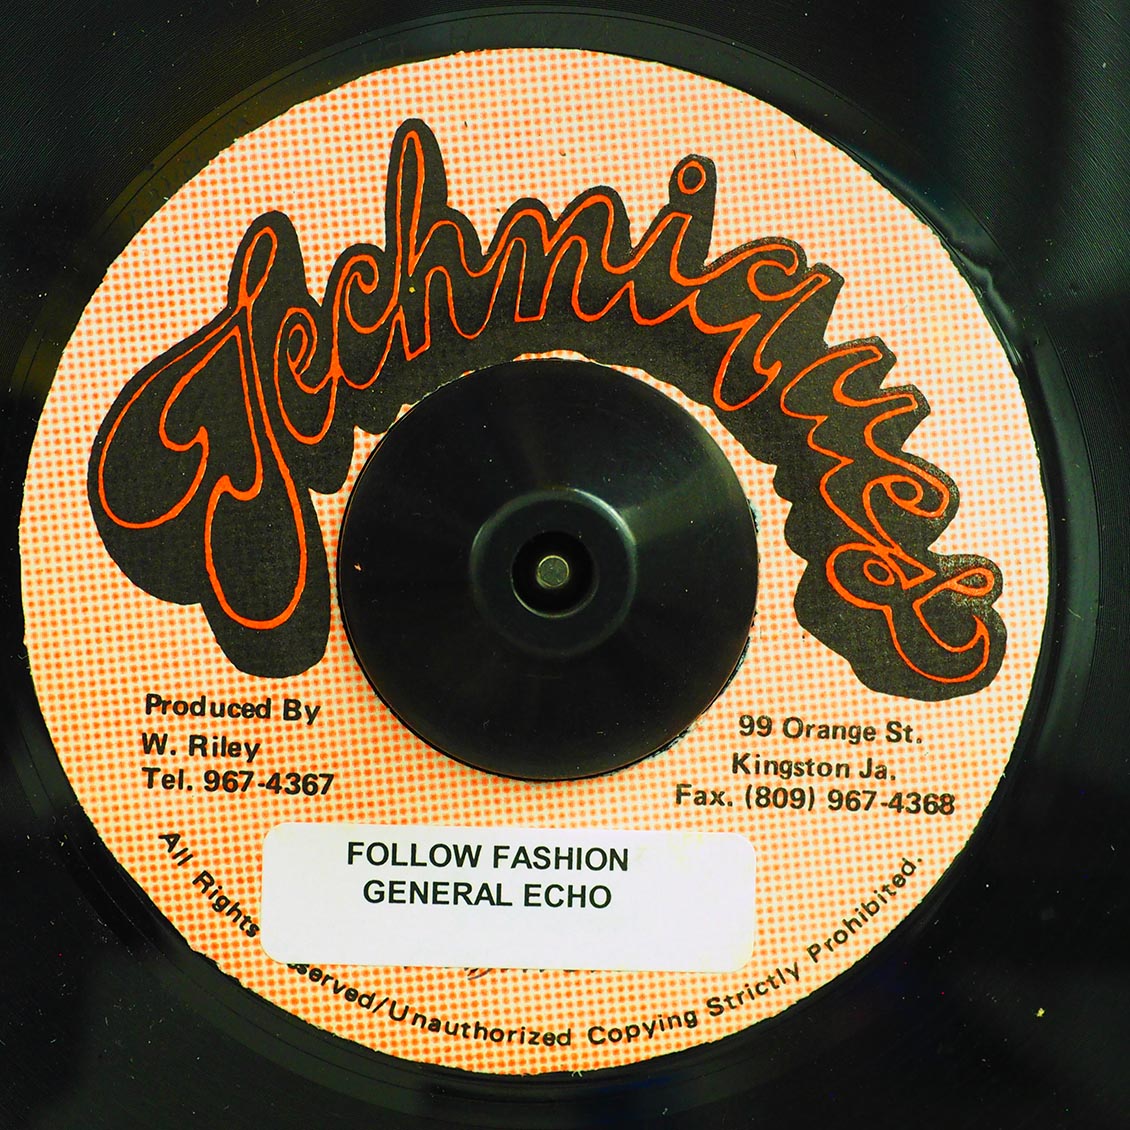 Techniques
Produced By
W. Riley
Tel. 967-4367
99 Orange St.
Kingston Ja.
Fax. (809) 967-4368
FOLLOW FASHION
GENERAL ECHO
All Rights served/Unauthorized Copying Strictly Prohibited.